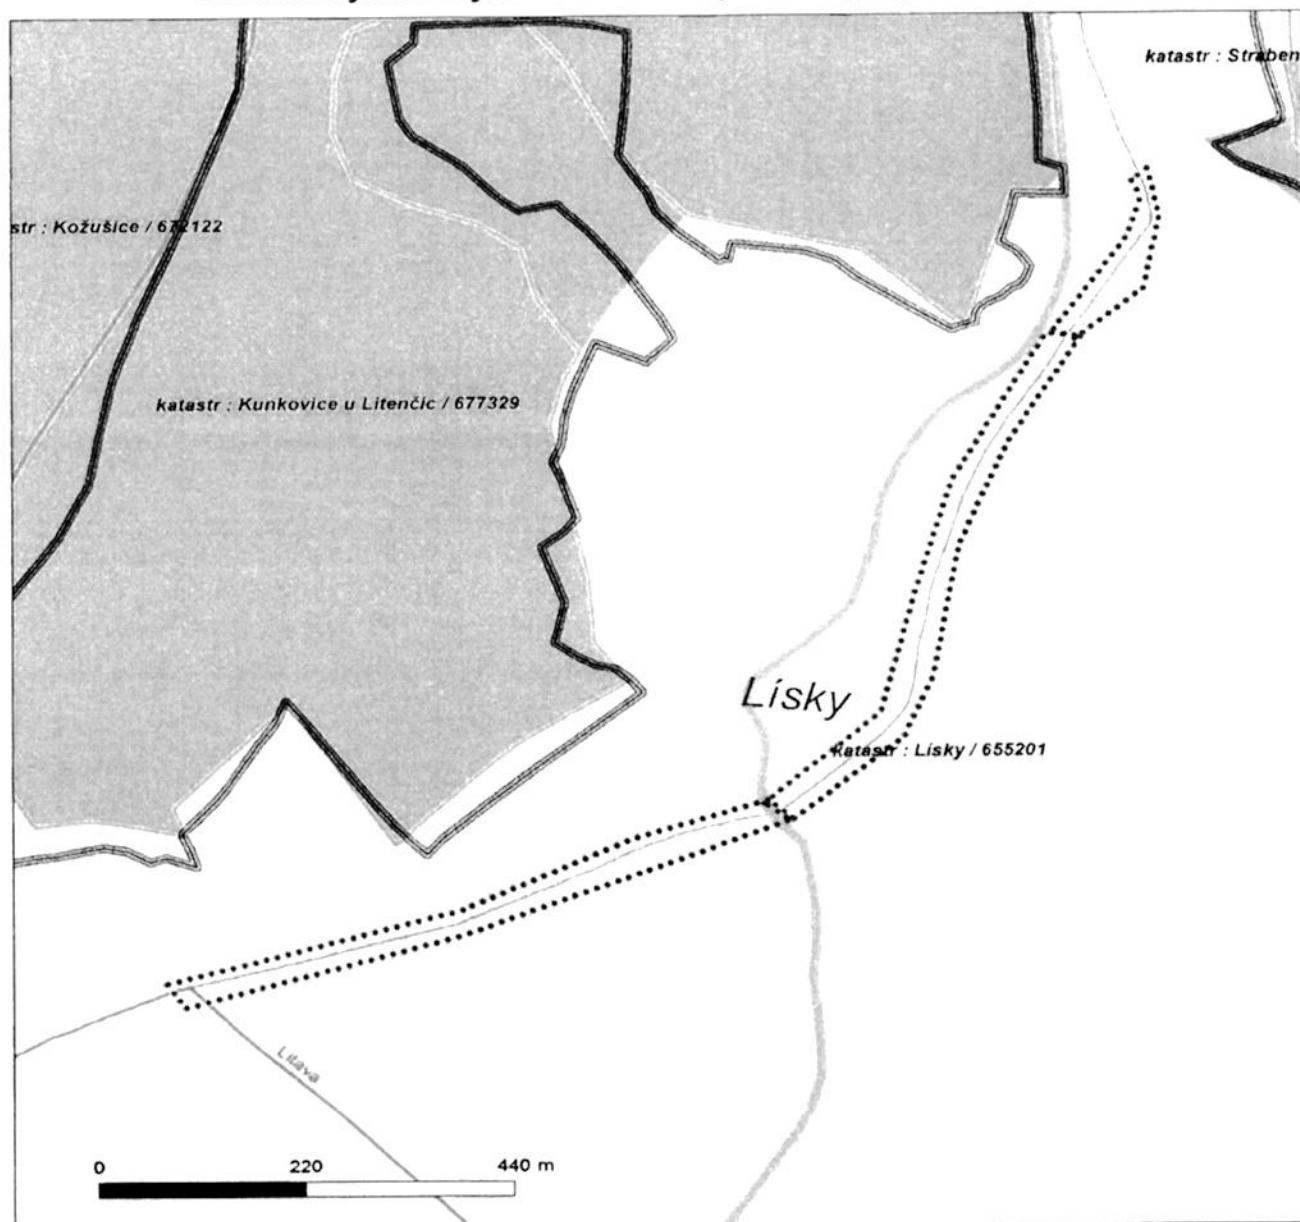 katastr : Straben
str : Kožušice / 672122
katastr : Kunkovice u Litenčic / 677329
Lísky
katastr : Lísky / 655201
Litava
0 220 440 m